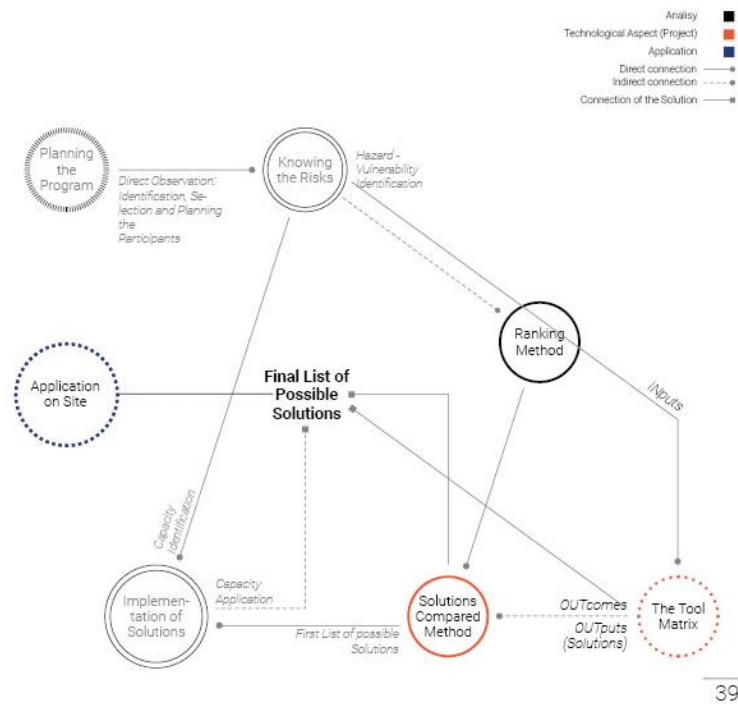 Analisy
Technological Aspect (Project)
Application
Direct connection
Indirect connection
Connection of the Solution
Planning
the
Program
Direct Observation:
Identification, Se-
lection and Planning
the
Participants
Knowing
the Risks
Hazard -
Vulnerability
Identification
Ranking
Method
Application
on Site
Final List of
Possible
Solutions
INputs
Capacity
Identification
Implemen-
tation of
Solutions
Capacity
Application
First List of possible
Solutions
Solutions
Compared
Method
OUTcomes
OUTputs
(Solutions)
The Tool
Matrix
39